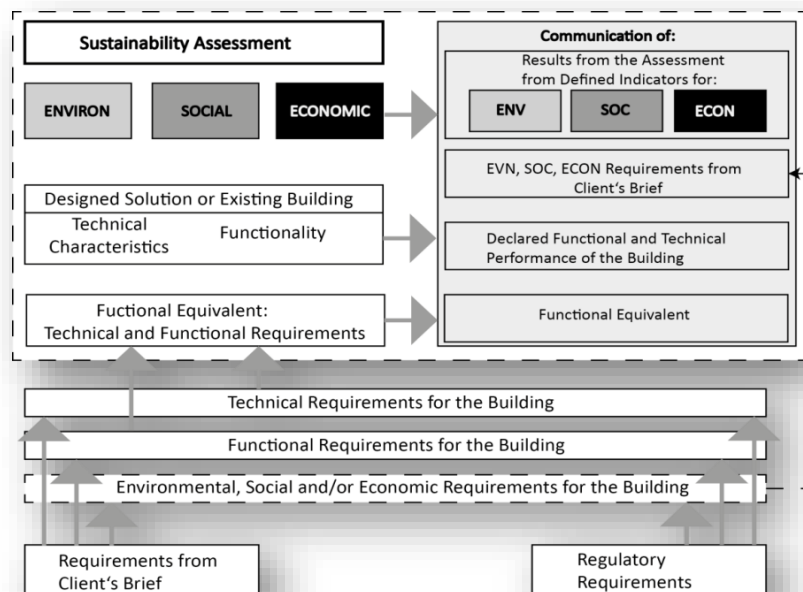 Sustainability Assessment
ENVIRON
SOCIAL
ECONOMIC
Communication of:
Results from the Assessment
from Defined Indicators for:
ENV
SOC
ECON
EVN, SOC, ECON Requirements from
Client's Brief
Designed Solution or Existing Building
Technical
Characteristics
Functionality
Declared Functional and Technical
Performance of the Building
Fuctional Equivalent:
Technical and Functional Requirements
Functional Equivalent
Technical Requirements for the Building
Functional Requirements for the Building
Environmental, Social and/or Economic Requirements for the Building
Requirements from
Client's Brief
Regulatory
Requirements